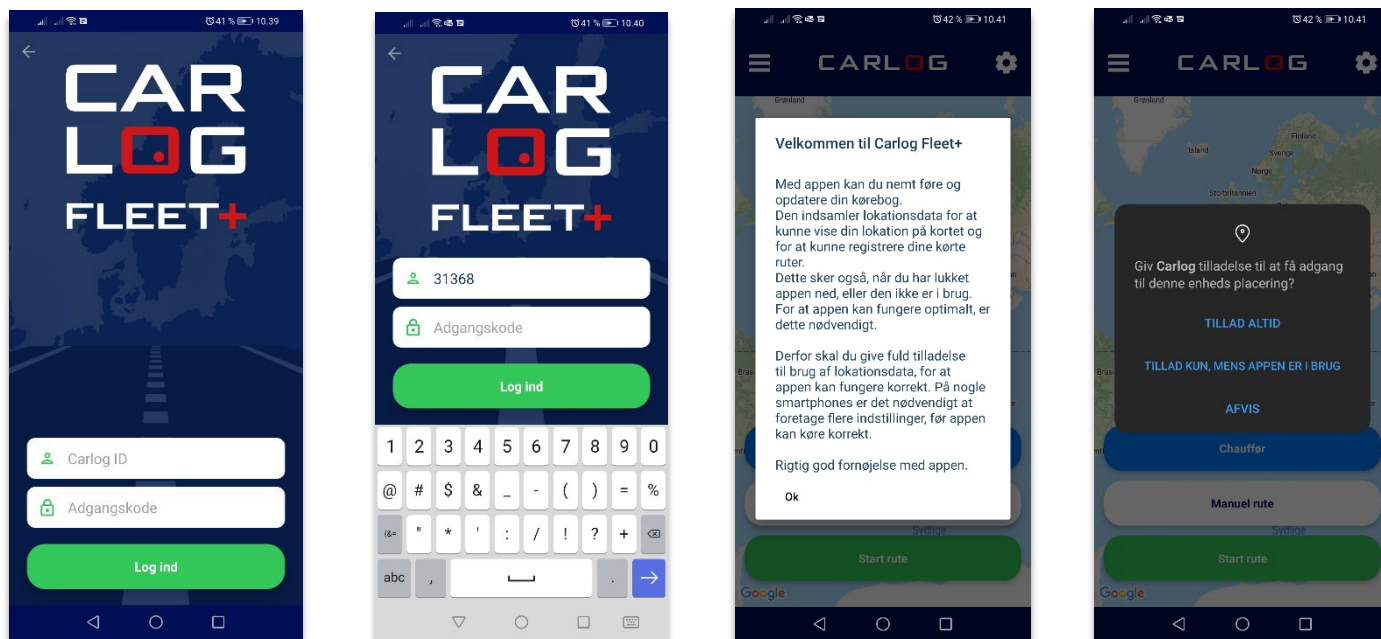 41 % 10.39
CAR
LOG
FLEET+
Carlog ID
Adgangskode
Log ind
41 % 10.40
CAR
LOG
FLEET+
31368
Adgangskode
Log ind
1 2 3 4 5 6 7 8 9 0
@ # $ & _ - ( ) = %
(&= " * ' : / ! ? +
abc , .
42 % 10.41
CARLOG
Grønland
Velkommen til Carlog Fleet+
Med appen kan du nemt føre og
opdatere din kørebog.
Den indsamler lokationsdata for at
kunne vise din lokation på kortet og
for at kunne registrere dine kørte
ruter.
Dette sker også, når du har lukket
appen ned, eller den ikke er i brug.
For at appen kan fungere optimalt, er
dette nødvendigt.
Derfor skal du give fuld tilladelse
til brug af lokationsdata, for at
appen kan fungere korrekt. På nogle
smartphones er det nødvendigt at
foretage flere indstillinger, før appen
kan køre korrekt.
Rigtig god fornøjelse med appen.
Ok
Sydlige
Start rute
Google
42 % 10.41
CARLOG
Grønland
Finland
Island
Sverige
Norge
Storbritannien
Giv Carlog tilladelse til at få adgang
til denne enheds placering?
TILLAD ALTID
TILLAD KUN, MENS APPEN ER I BRUG
AFVIS
Chauffør
Manuel rute
Sydlige
Start rute
Google